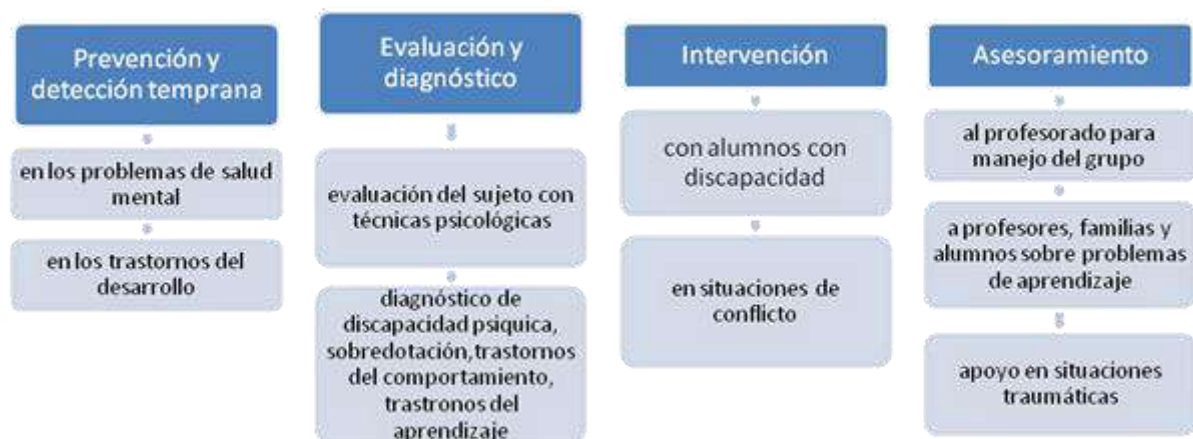 Prevención y
detección temprana
en los problemas de salud
mental
en los trastornos del
desarrollo
Evaluación y
diagnóstico
evaluación del sujeto con
técnicas psicológicas
diagnóstico de
discapacidad psiquica,
sobredotación,trastornos
del comportamiento,
trastronos del
aprendizaje
Intervención
con alumnos con
discapacidad
en situaciones de
conflicto
Asesoramiento
al profesorado para
manejo del grupo
a profesores, familias y
alumnos sobre problemas
de aprendizaje
apoyo en situaciones
traumáticas